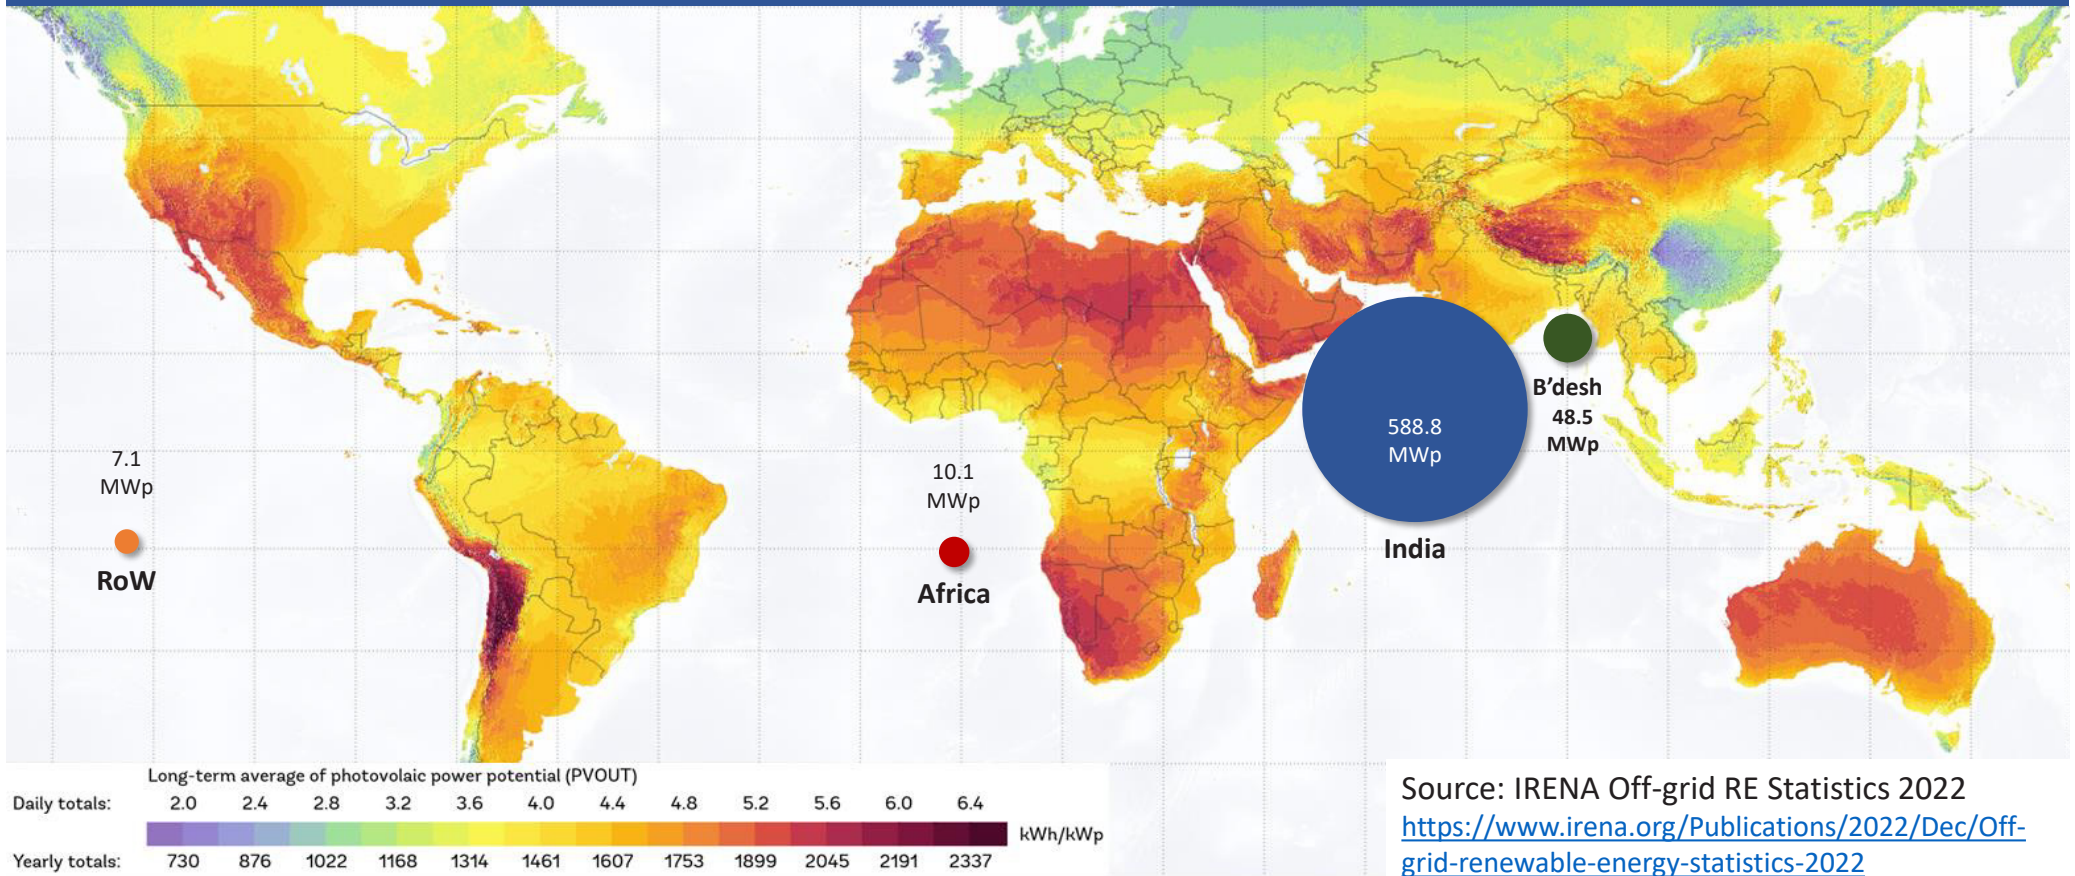 7.1
MWp
RoW
10.1
MWp
Africa
588.8
MWp
India
B’desh
48.5
MWp
Long-term average of photovolaic power potential (PVOUT)
Daily totals: 2.0 2.4 2.8 3.2 3.6 4.0 4.4 4.8 5.2 5.6 6.0 6.4
kWh/kWp
Yearly totals: 730 876 1022 1168 1314 1461 1607 1753 1899 2045 2191 2337
Source: IRENA Off-grid RE Statistics 2022
https://www.irena.org/Publications/2022/Dec/Off-
grid-renewable-energy-statistics-2022